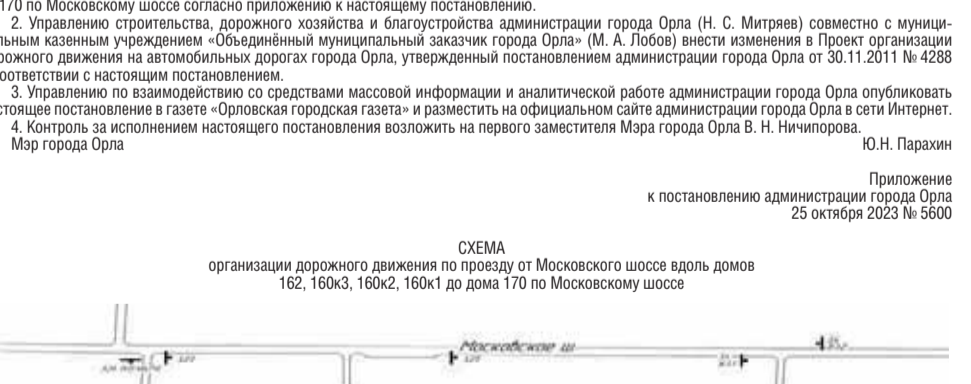 170 по Московскому шоссе согласно приложению к настоящему постановлению.
2. Управлению строительства, дорожного хозяйства и благоустройства администрации города Орла (Н. С. Митряев) совместно с муници-
льным казенным учреждением «Объединённый муниципальный заказчик города Орла» (М. А. Лобов) внести изменения в Проект организации
рожного движения на автомобильных дорогах города Орла, утвержденный постановлением администрации города Орла от 30.11.2011 № 4288
оответствии с настоящим постановлением.
3. Управлению по взаимодействию со средствами массовой информации и аналитической работе администрации города Орла опубликовать
стоящее постановление в газете «Орловская городская газета» и разместить на официальном сайте администрации города Орла в сети Интернет.
4. Контроль за исполнением настоящего постановления возложить на первого заместителя Мэра города Орла В. Н. Ничипорова.
Мэр города Орла Ю.Н. Парахин
Приложение
к постановлению администрации города Орла
25 октября 2023 № 5600
СХЕМА
организации дорожного движения по проезду от Московского шоссе вдоль домов
162, 160к3, 160к2, 160к1 до дома 170 по Московскому шоссе
Московское ш